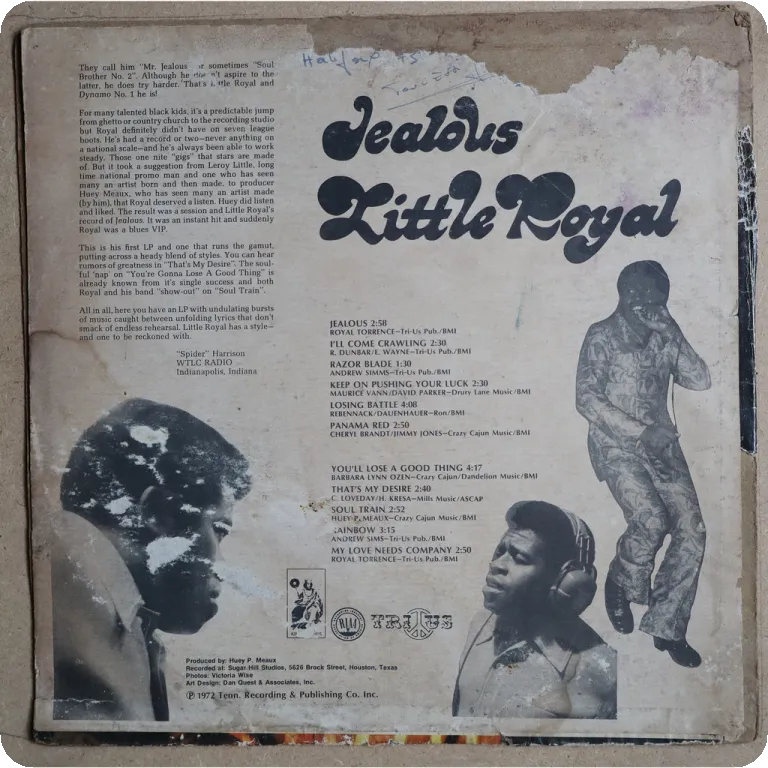 They call him "Mr. Jealous or sometimes "Soul
Brother No. 2". Although he doesn't aspire to the
latter, he does try harder. That's Little Royal and
Dynamo No. 1 he is!
For many talented black kids, it's a predictable jump
from ghetto or country church to the recording studio
but Royal definitely didn't have on seven league
boots. He's had a record or two—never anything on
a national scale—and he's always been able to work
steady. Those one nite "gigs" that stars are made
of. But it took a suggestion from Leroy Little, long
time national promo man and one who has seen
many an artist born and then made, to producer
Huey Meaux, who has seen many an artist made
(by him), that Royal deserved a listen. Huey did listen
and liked. The result was a session and Little Royal's
record of Jealous. It was an instant hit and suddenly
Royal was a blues VIP.
This is his first LP and one that runs the gamut,
putting across a heady blend of styles. You can hear
rumors of greatness in "That's My Desire". The soul-
ful 'nap' on "You're Gonna Lose A Good Thing" is
already known from it's single success and both
Royal and his band "show-out" on "Soul Train".
All in all, here you have an LP with undulating bursts
of music caught between unfolding lyrics that don't
smack of endless rehearsal. Little Royal has a style—
and one to be reckoned with.
"Spider" Harrison
WTLC RADIO
Indianapolis, Indiana
Jealous
Little Royal
JEALOUS 2:58
ROYAL TORRENCE—Tri-Us Pub./BMI
I'LL COME CRAWLING 2:30
R. DUNBAR/E. WAYNE—Tri-Us Pub./BMI
RAZOR BLADE 1:30
ANDREW SIMMS—Tri-Us Pub./BMI
KEEP ON PUSHING YOUR LUCK 2:30
MAURICE VANN/DAVID PARKER—Drury Lane Music/BMI
LOSING BATTLE 4:08
REBENNACK/DAUENHAUER—Ron/BMI
PANAMA RED 2:50
CHERYL BRANDT/JIMMY JONES—Crazy Cajun Music/BMI
YOU'LL LOSE A GOOD THING 4:17
BARBARA LYNN OZEN—Crazy Cajun/Dandelion Music/BMI
THAT'S MY DESIRE 2:40
C. LOVEDAY/H. KRESA—Mills Music/ASCAP
SOUL TRAIN 2:52
HUEY P. MEAUX—Crazy Cajun Music/BMI
RAINBOW 3:15
ANDREW SIMS—Tri-Us Pub./BMI
MY LOVE NEEDS COMPANY 2:50
ROYAL TORRENCE—Tri-Us Pub./BMI
BMI
TRI US
Produced by: Huey P. Meaux
Recorded at: Sugar Hill Studios, 5626 Brock Street, Houston, Texas
Photos: Victoria Wise
Art Design: Dan Quest & Associates, Inc.
℗ 1972 Tenn. Recording & Publishing Co. Inc.